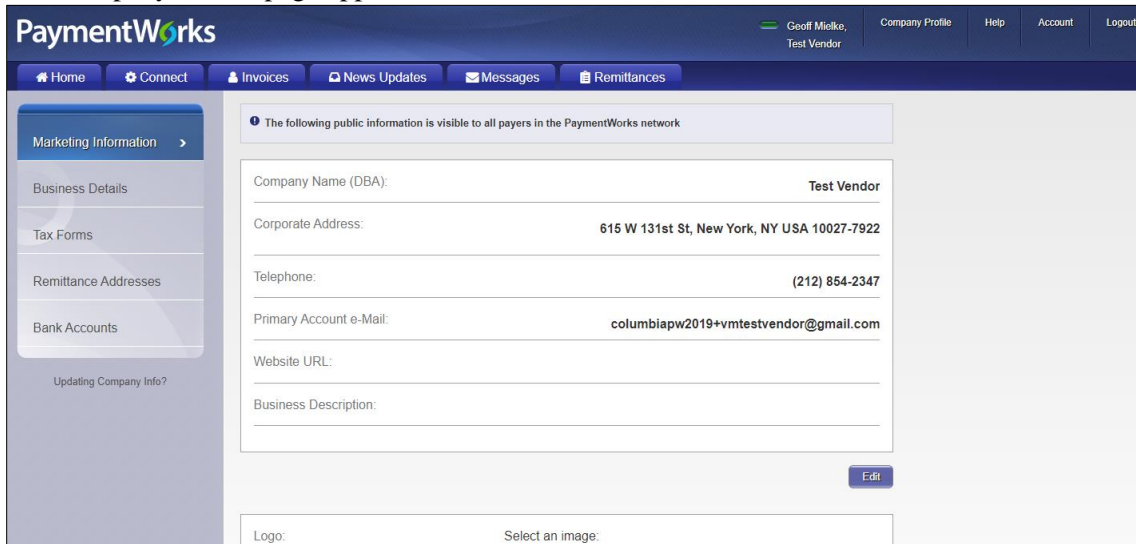 PaymentWorks
Geoff Mielke,
Test Vendor
Company Profile
Help
Account
Logout
Home
Connect
Invoices
News Updates
Messages
Remittances
Marketing Information
Business Details
Tax Forms
Remittance Addresses
Bank Accounts
Updating Company Info?
The following public information is visible to all payers in the PaymentWorks network
Company Name (DBA): Test Vendor
Corporate Address: 615 W 131st St, New York, NY USA 10027-7922
Telephone: (212) 854-2347
Primary Account e-Mail: columbiapw2019+vmtestvendor@gmail.com
Website URL:
Business Description:
Edit
Logo: Select an image: